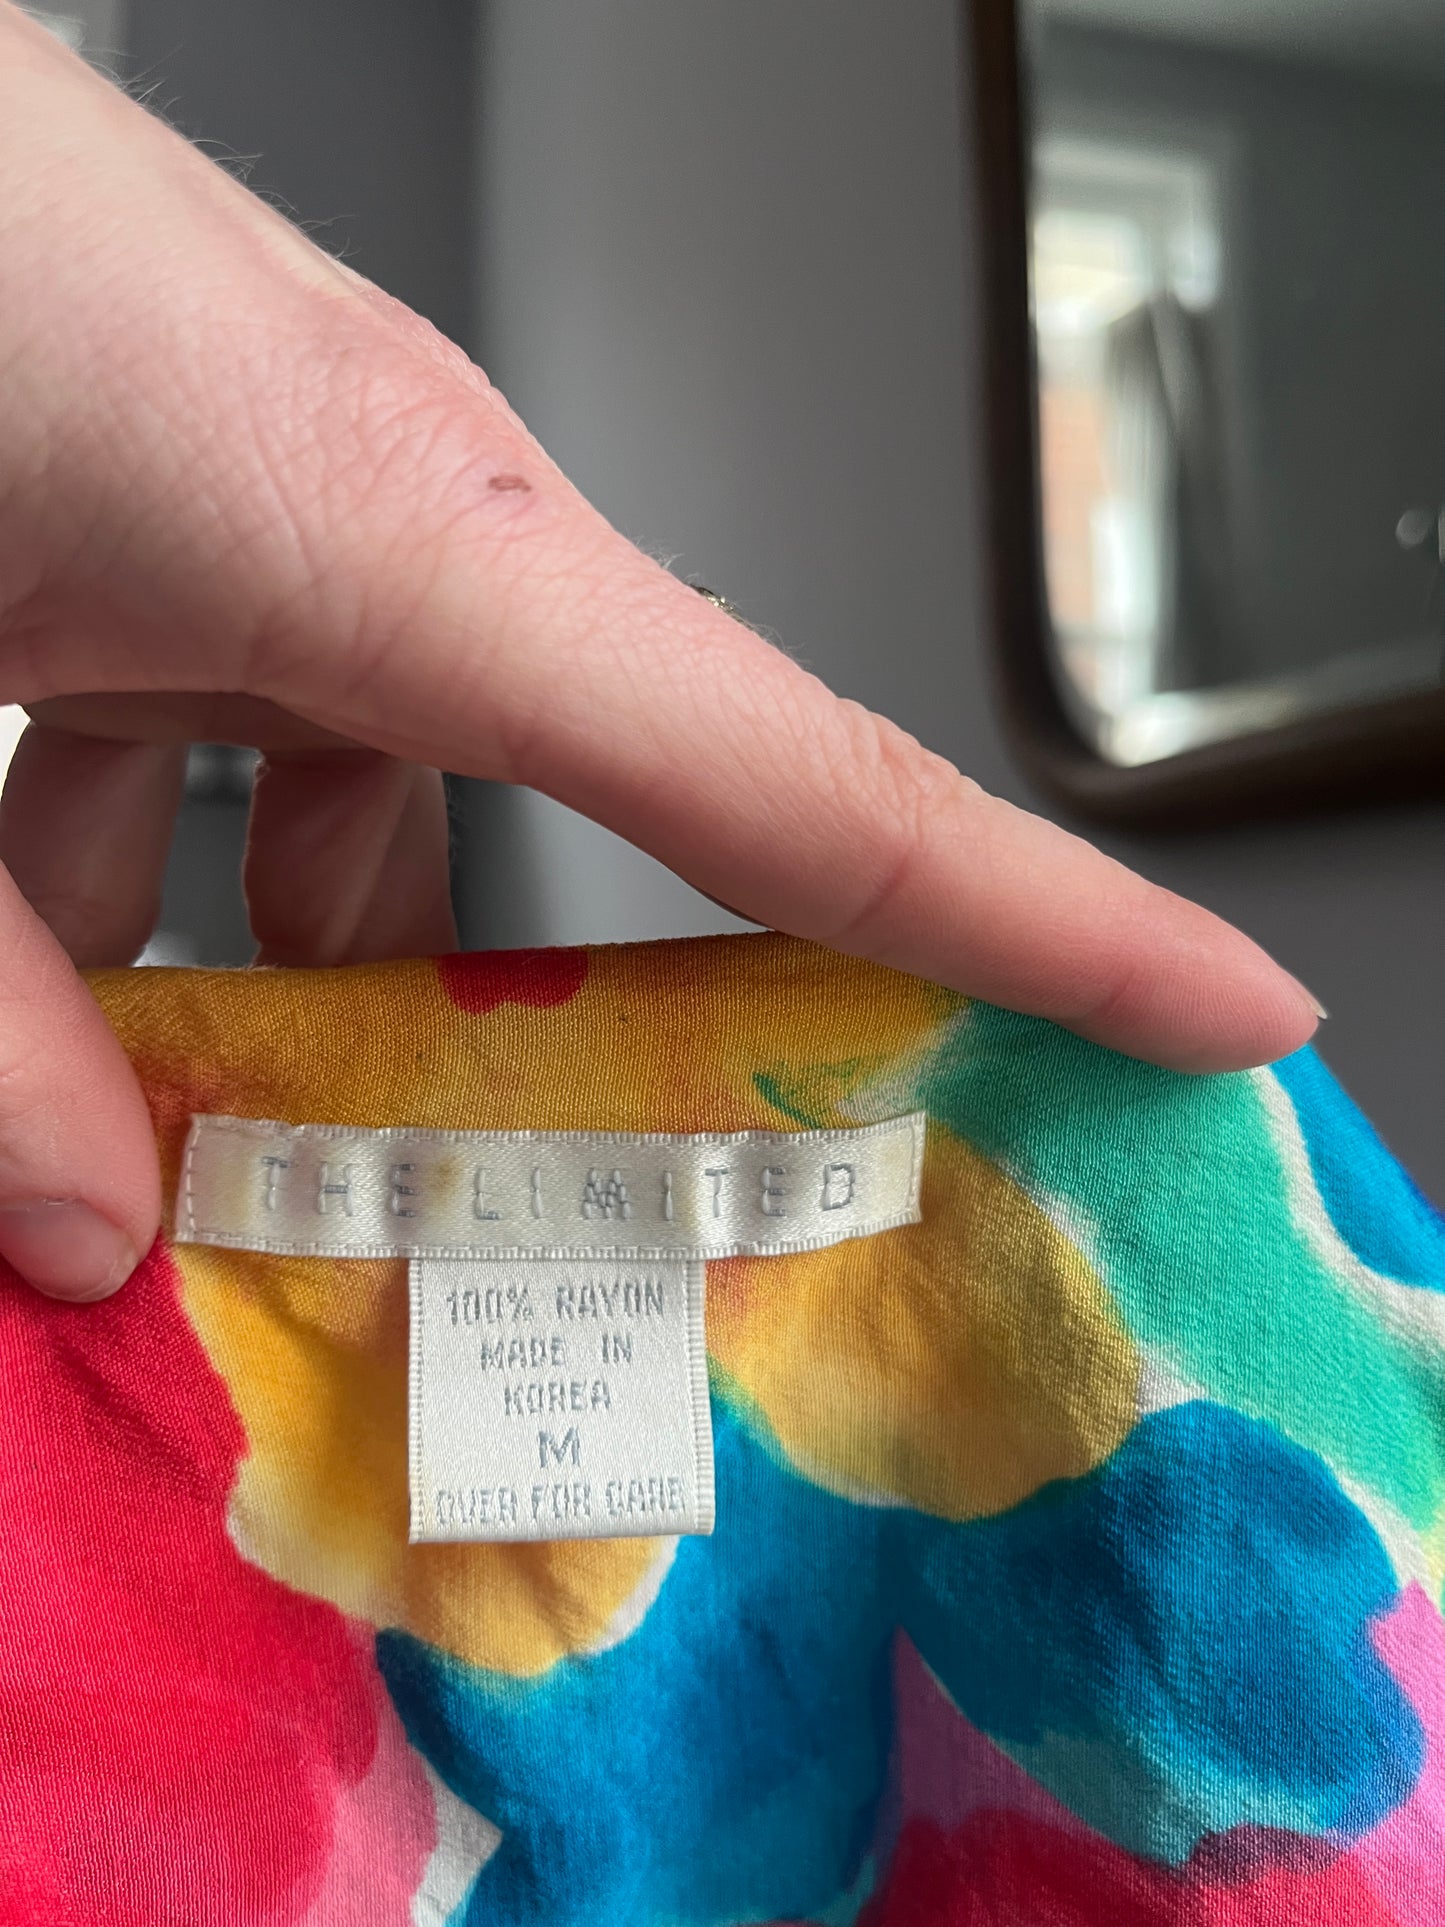 THE LIMITED
100% RAYON
MADE IN
KOREA
M
OVER FOR CARE